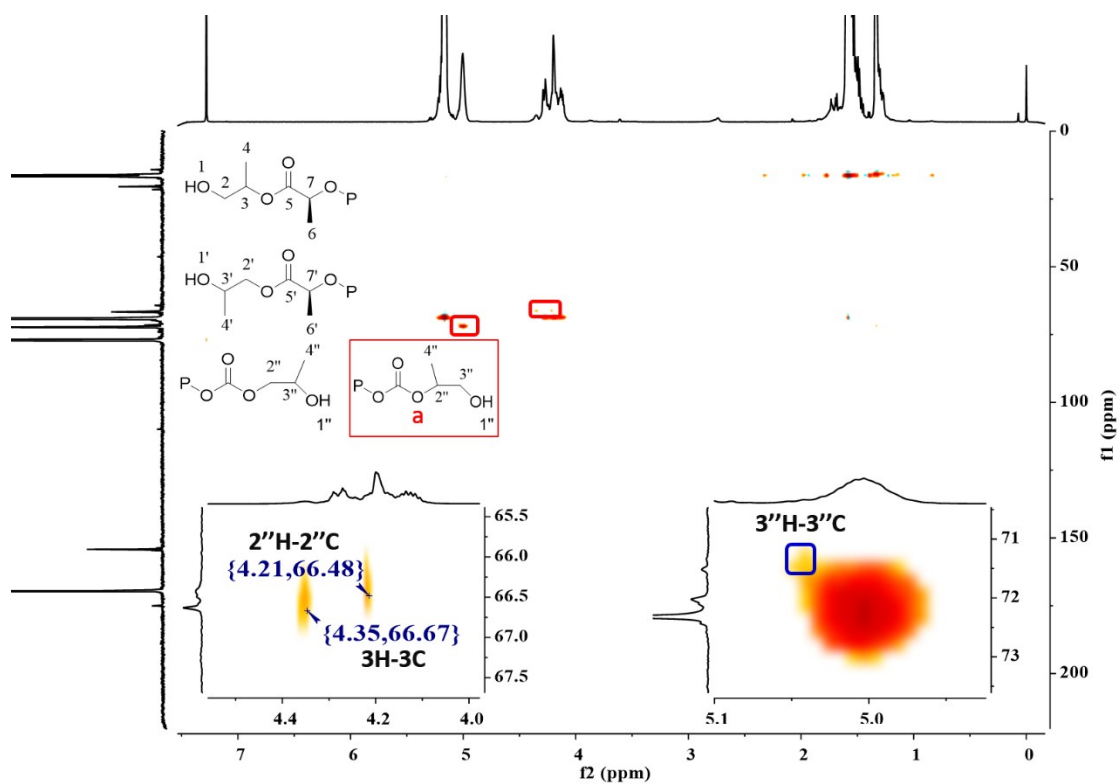 0
50
100
150
200
f1 (ppm)
4
1
HO
2
3
O
O
5
7
O
P
6
1'
HO
2'
3'
4'
O
O
5'
7'
O
P
6'
P
O
O
O
2''
4''
3''
OH
1''
P
O
O
O
4''
2''
3''
OH
1''
a
2’’H-2’’C
{4.21,66.48}
{4.35,66.67}
3H-3C
65.5
66.0
66.5
67.0
67.5
4.4
4.2
4.0
3’’H-3’’C
71
72
73
5.1
5.0
7
6
5
4
3
2
1
0
f2 (ppm)